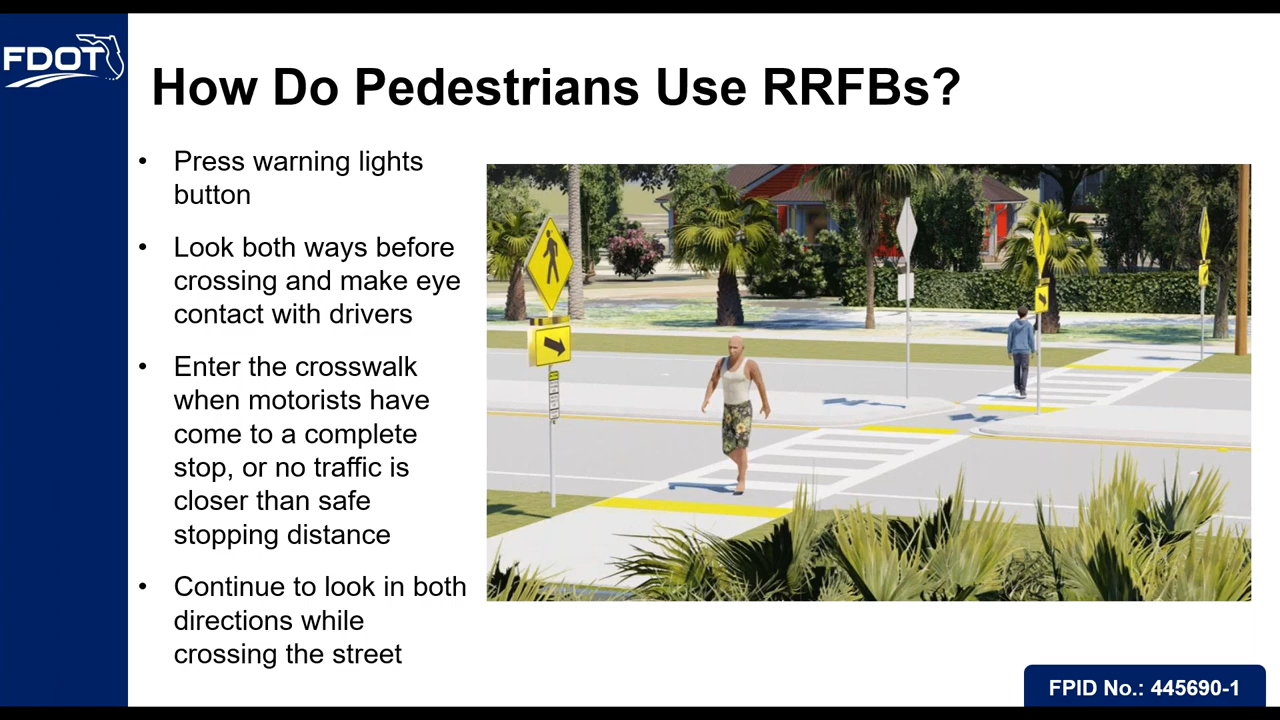 FDOT
How Do Pedestrians Use RRFBs?
• Press warning lights
button
• Look both ways before
crossing and make eye
contact with drivers
• Enter the crosswalk
when motorists have
come to a complete
stop, or no traffic is
closer than safe
stopping distance
• Continue to look in both
directions while
crossing the street
FPID No.: 445690-1